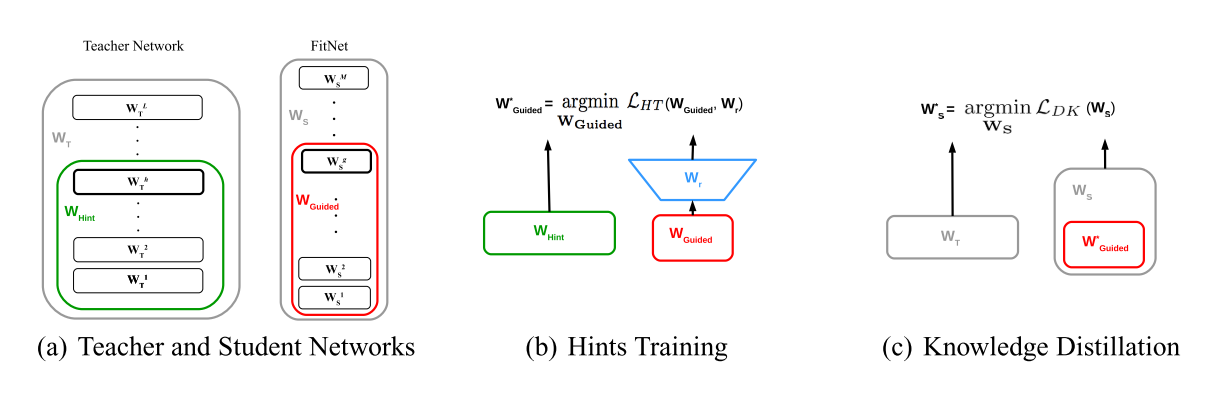 Teacher Network
W_T^L
W_T
W_T^h
W_Hint
W_T^2
W_T^1
FitNet
W_S^M
W_S
W_S^g
W_Guided
W_S^2
W_S^1
(a) Teacher and Student Networks
W*_Guided = argmin L_HT(W_Guided, W_r)
W_Guided
W_r
W_Hint
W_Guided
(b) Hints Training
W*_S = argmin L_DK (W_S)
W_S
W_S
W_T
W*_Guided
(c) Knowledge Distillation